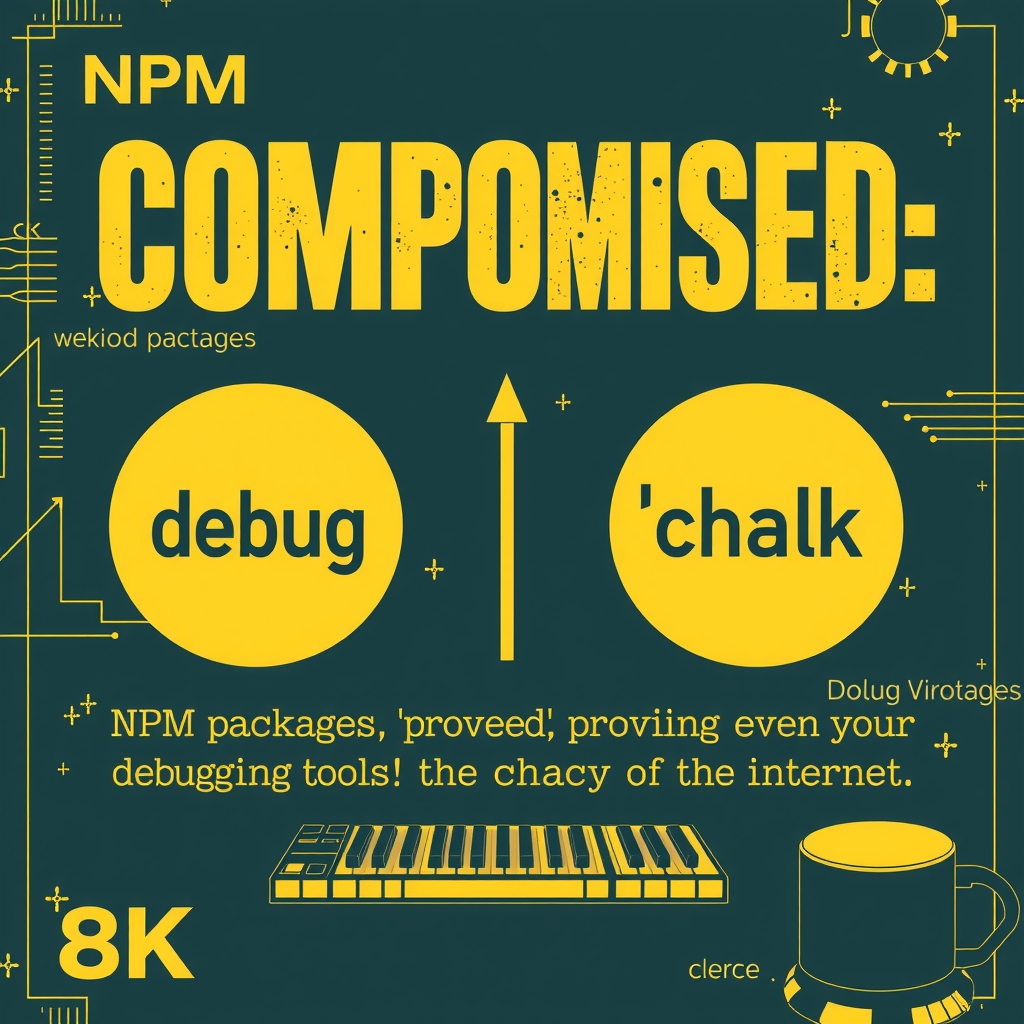 NPM
COMPOMISED:
CK
wekiod pactages
debug
'chalk
Dolug Virotages
NPM packages, 'proveed', proviing even your
debugging tools! the chacy of the internet.
8K
clerce .